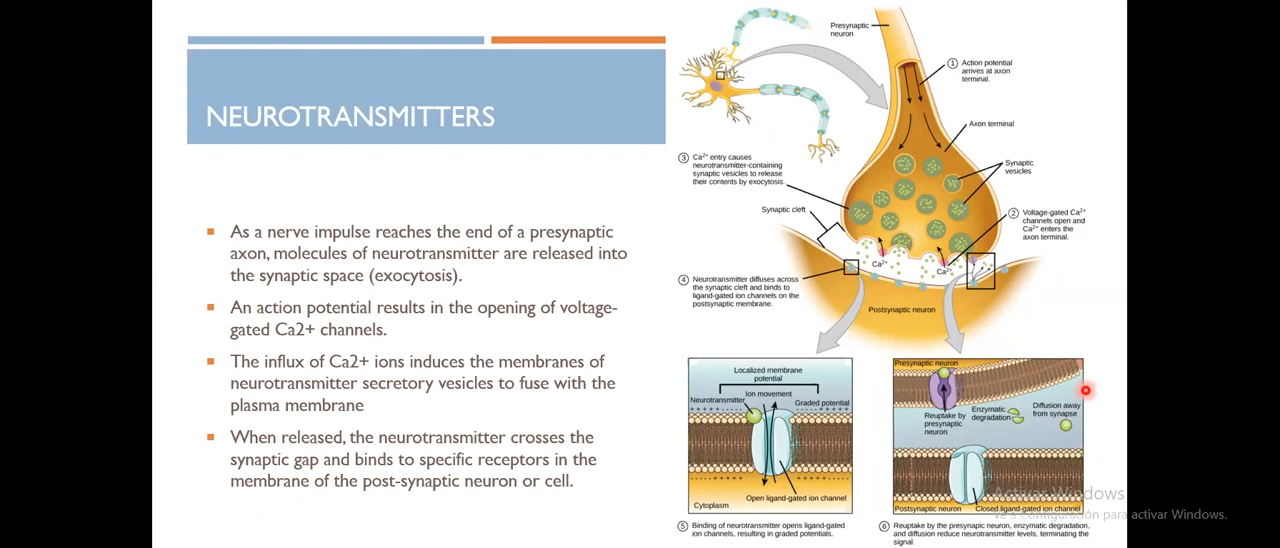 NEUROTRANSMITTERS
As a nerve impulse reaches the end of a presynaptic
axon, molecules of neurotransmitter are released into
the synaptic space (exocytosis).
An action potential results in the opening of voltage-
gated Ca2+ channels.
The influx of Ca2+ ions induces the membranes of
neurotransmitter secretory vesicles to fuse with the
plasma membrane
When released, the neurotransmitter crosses the
synaptic gap and binds to specific receptors in the
membrane of the post-synaptic neuron or cell.
Presynaptic
neuron
1 Action potential
arrives at axon
terminal.
Axon terminal
3 Ca2+ entry causes
neurotransmitter-containing
synaptic vesicles to release
their contents by exocytosis.
Synaptic
vesicles
Synaptic cleft
2 Voltage-gated Ca2+
channels open and
Ca2+ enters the
axon terminal.
Ca2+
Ca2+
4 Neurotransmitter diffuses across
the synaptic cleft and binds to
ligand-gated ion channels on the
postsynaptic membrane.
Postsynaptic neuron
Localized membrane
potential
Ion movement
Neurotransmitter
Graded potential
+ + + + +
+ + + + +
Open ligand-gated ion channel
Cytoplasm
5 Binding of neurotransmitter opens ligand-gated
ion channels, resulting in graded potentials.
Presynaptic neuron
Reuptake by
presynaptic
neuron
Enzymatic
degradation
Diffusion away
from synapse
Postsynaptic neuron
Closed ligand-gated ion channel
6 Reuptake by the presynapic neuron, enzymatic degradation,
and diffusion reduce neurotransmitter levels, terminating the
signal.
Activar Windows
Ve a Configuración para activar Windows.